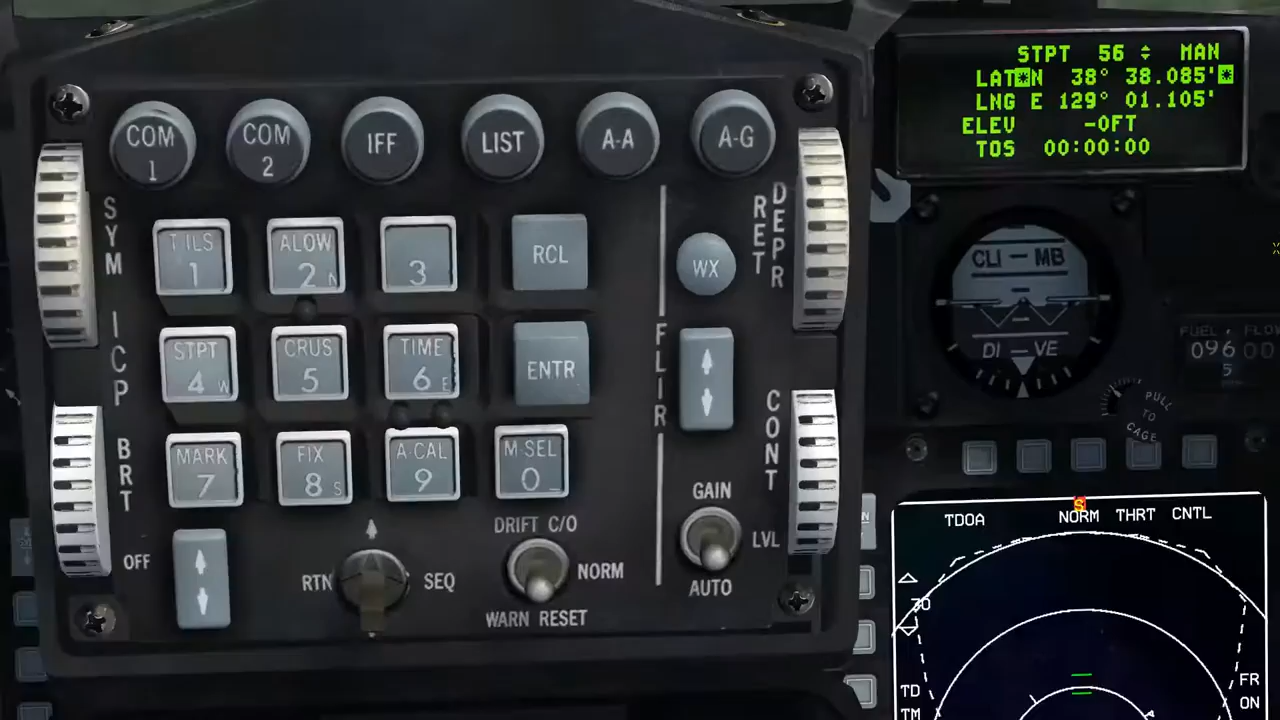 STPT 56 MAN
LAT *N 38° 38.085' *
LNG E 129° 01.105'
ELEV -0FT
TOS 00:00:00
COM 1
COM 2
IFF
LIST
A-A
A-G
SYM
RET
DEPR
T ILS 1
ALOW 2 N
3
RCL
WX
ICP
STPT 4 W
CRUS 5
TIME 6 E
ENTR
FLIR
BRT
MARK 7
FIX 8 S
A CAL 9
M SEL 0 –
CONT
OFF
RTN
SEQ
DRIFT C/O
NORM
WARN RESET
GAIN
LVL
AUTO
CLI – MB
DI – VE
FUEL FLOW
PULL
TO
CAGE
S
TDOA NORM THRT CNTL
FR
ON
TD
TM